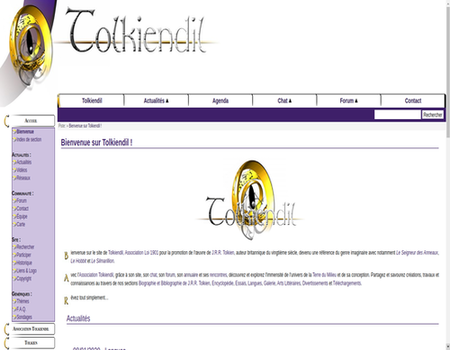 Tolkiendil
Tolkiendil
Actualités ▲
Agenda
Chat ▲
Forum ▲
Contact
Rechercher
Piste: » Bienvenue sur Tolkiendil !
Accueil
Bienvenue
Index de section
Actualités :
Actualités
Vidéos
Réseaux
Communauté :
Forum
Contact
Équipe
Carte
Site :
Rechercher
Participer
Historique
Liens & Logo
Copyright
Génériques :
Thèmes
F.A.Q.
Sondages
Association Tolkiendil
Tolkien
Bienvenue sur Tolkiendil !
Tolkiendil
Bienvenue sur le site de Tolkiendil, Association Loi 1901 pour la promotion de l'œuvre de J.R.R. Tolkien, auteur britannique du vingtième siècle, devenu une référence du genre imaginaire avec notamment Le Seigneur des Anneaux,
Le Hobbit et Le Silmarillion.
Avec l'Association Tolkiendil, grâce à son site, son chat, son forum, son annuaire et ses rencontres, découvrez et explorez l'immensité de l'univers de la Terre du Milieu et de sa conception. Partagez et savourez créations, travaux et
connaissances au travers de nos sections Biographie et Bibliographie de J.R.R. Tolkien, Encyclopédie, Essais, Langues, Galerie, Arts Littéraires, Divertissements et Téléchargements.
Rêvez tout simplement...
Actualités